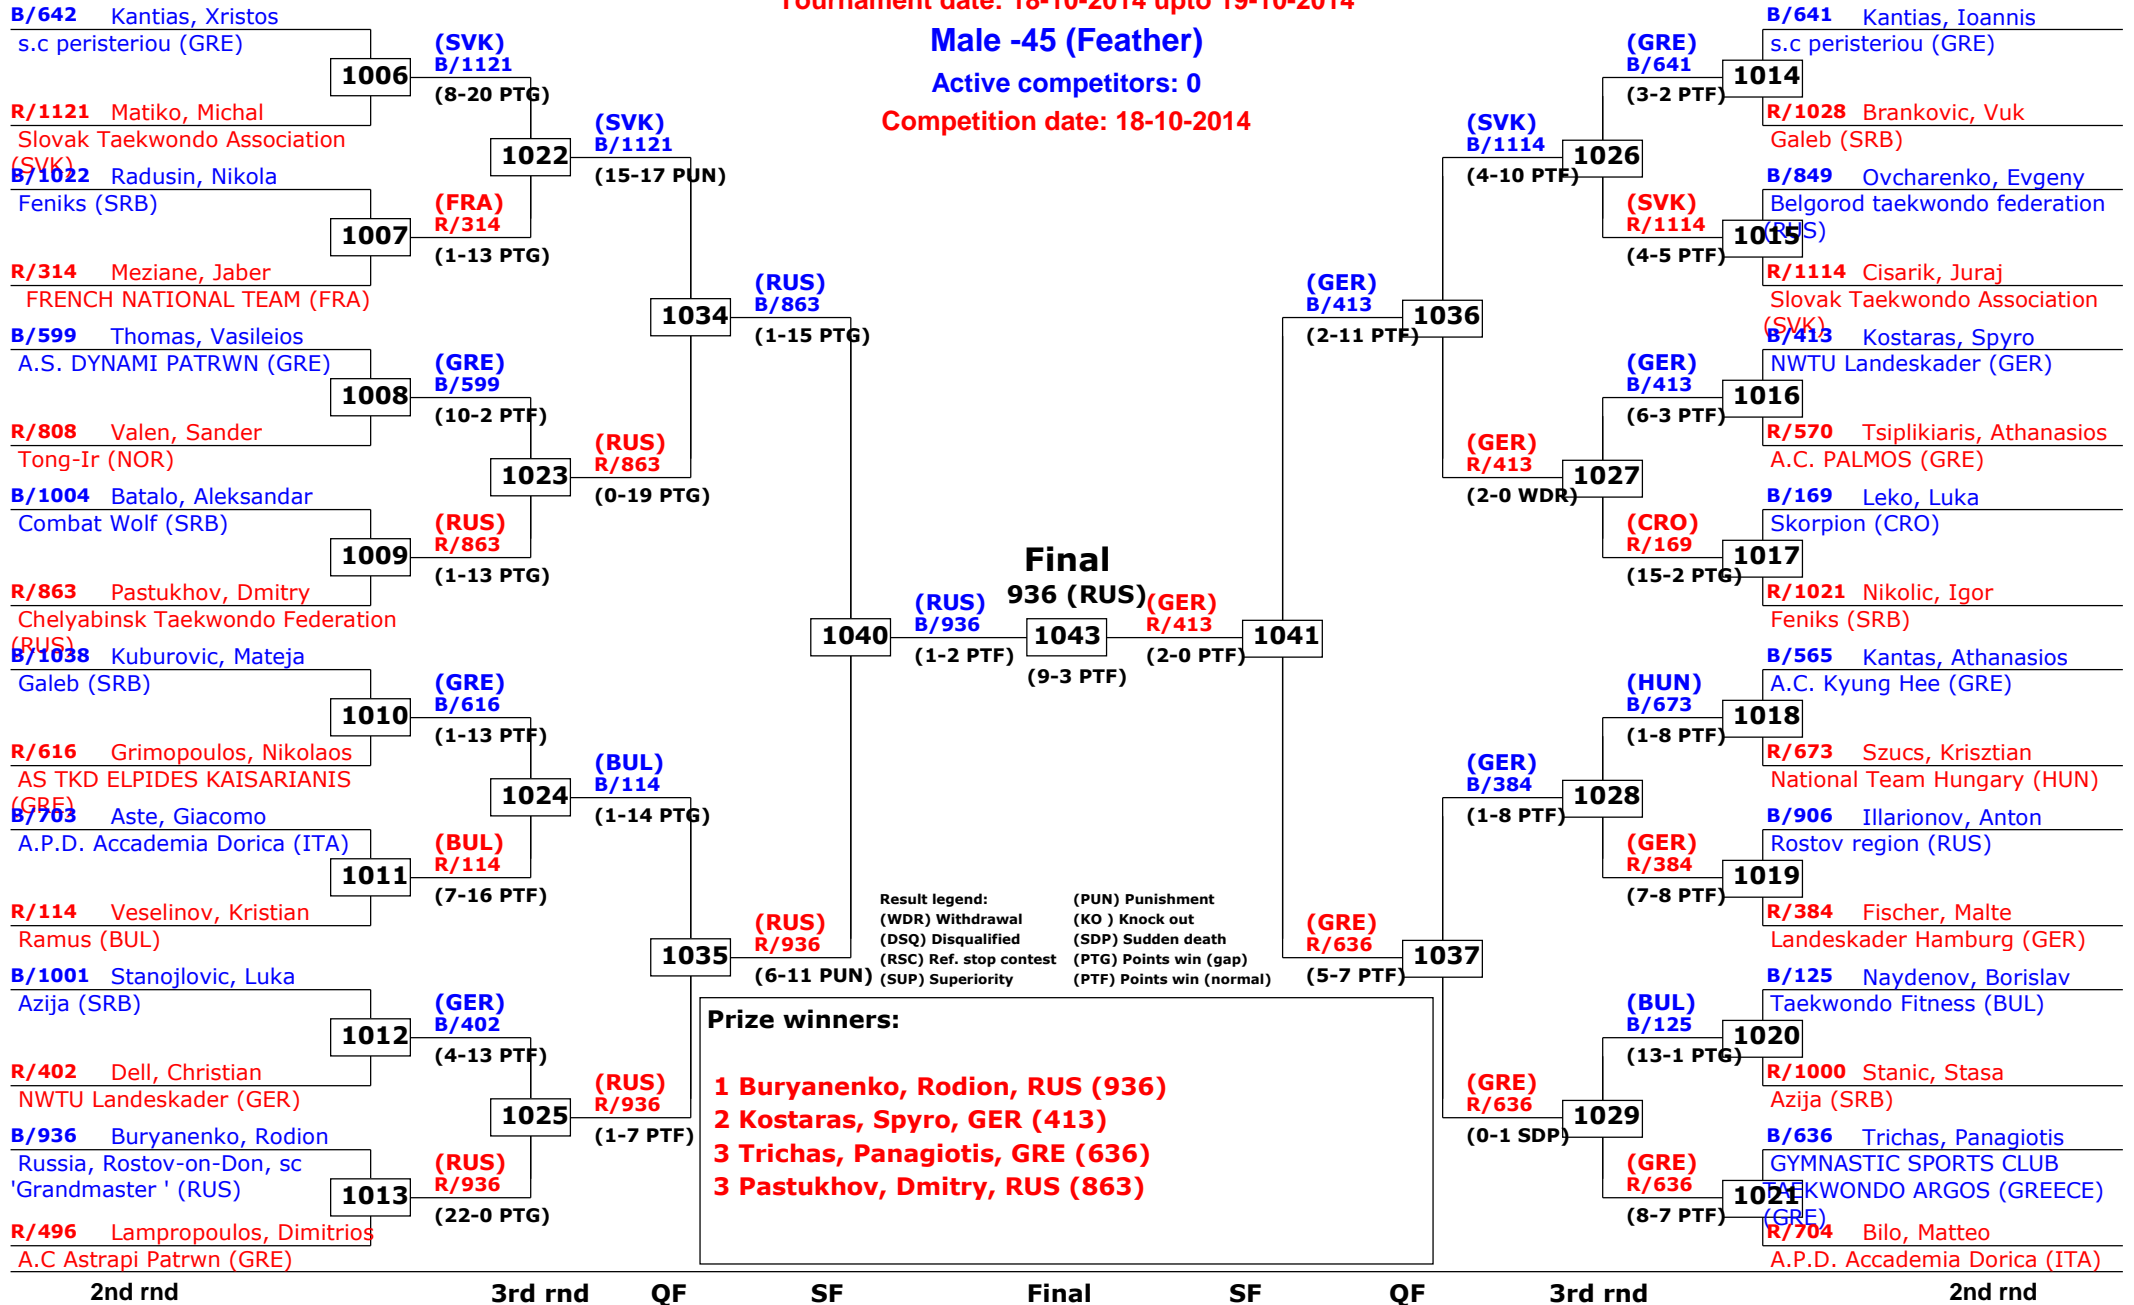 Tournament date: 18-10-2014 upto 19-10-2014
Male -45 (Feather)
Active competitors: 0
Competition date: 18-10-2014
B/642 Kantias, Xristos
s.c peristeriou (GRE)
1006
R/1121 Matiko, Michal
Slovak Taekwondo Association
(SVK)
B/1022 Radusin, Nikola
Feniks (SRB)
1007
R/314 Meziane, Jaber
FRENCH NATIONAL TEAM (FRA)
B/599 Thomas, Vasileios
A.S. DYNAMI PATRWN (GRE)
1008
R/808 Valen, Sander
Tong-Ir (NOR)
B/1004 Batalo, Aleksandar
Combat Wolf (SRB)
1009
R/863 Pastukhov, Dmitry
Chelyabinsk Taekwondo Federation
(RUS)
B/1038 Kuburovic, Mateja
Galeb (SRB)
1010
R/616 Grimopoulos, Nikolaos
AS TKD ELPIDES KAISARIANIS
(GRE)
B/703 Aste, Giacomo
A.P.D. Accademia Dorica (ITA)
1011
R/114 Veselinov, Kristian
Ramus (BUL)
B/1001 Stanojlovic, Luka
Azija (SRB)
1012
R/402 Dell, Christian
NWTU Landeskader (GER)
B/936 Buryanenko, Rodion
Russia, Rostov-on-Don, sc
'Grandmaster ' (RUS)
1013
R/496 Lampropoulos, Dimitrios
A.C Astrapi Patrwn (GRE)
(SVK)
B/1121
(8-20 PTG)
1022
(FRA)
R/314
(1-13 PTG)
(GRE)
B/599
(10-2 PTF)
1023
(RUS)
R/863
(1-13 PTG)
(GRE)
B/616
(1-13 PTF)
1024
(BUL)
R/114
(7-16 PTF)
(GER)
B/402
(4-13 PTF)
1025
(RUS)
R/936
(22-0 PTG)
(SVK)
B/1121
(15-17 PUN)
1034
(RUS)
R/863
(0-19 PTG)
(BUL)
B/114
(1-14 PTG)
1035
(RUS)
R/936
(1-7 PTF)
(RUS)
B/863
(1-15 PTG)
1040
(RUS)
R/936
(6-11 PUN)
Final
936 (RUS)
(RUS)
B/936
(1-2 PTF)
1043
(9-3 PTF)
(GER)
R/413
(2-0 PTF)
1041
(GER)
B/413
(2-11 PTF)
1036
(GRE)
R/636
(5-7 PTF)
1037
(SVK)
B/1114
(4-10 PTF)
1026
(GER)
R/413
(2-0 WDR)
1027
(GER)
B/384
(1-8 PTF)
1028
(GRE)
R/636
(0-1 SDP)
1029
(GRE)
B/641
(3-2 PTF)
1014
(SVK)
R/1114
(4-5 PTF)
1015
(GER)
B/413
(6-3 PTF)
1016
(CRO)
R/169
(15-2 PTG)
1017
(HUN)
B/673
(1-8 PTF)
1018
(GER)
R/384
(7-8 PTF)
1019
(BUL)
B/125
(13-1 PTG)
1020
(GRE)
R/636
(8-7 PTF)
1021
B/641 Kantias, Ioannis
s.c peristeriou (GRE)
R/1028 Brankovic, Vuk
Galeb (SRB)
B/849 Ovcharenko, Evgeny
Belgorod taekwondo federation
(RUS)
R/1114 Cisarik, Juraj
Slovak Taekwondo Association
(SVK)
B/413 Kostaras, Spyro
NWTU Landeskader (GER)
R/570 Tsiplikiaris, Athanasios
A.C. PALMOS (GRE)
B/169 Leko, Luka
Skorpion (CRO)
R/1021 Nikolic, Igor
Feniks (SRB)
B/565 Kantas, Athanasios
A.C. Kyung Hee (GRE)
R/673 Szucs, Krisztian
National Team Hungary (HUN)
B/906 Illarionov, Anton
Rostov region (RUS)
R/384 Fischer, Malte
Landeskader Hamburg (GER)
B/125 Naydenov, Borislav
Taekwondo Fitness (BUL)
R/1000 Stanic, Stasa
Azija (SRB)
B/636 Trichas, Panagiotis
GYMNASTIC SPORTS CLUB
TAEKWONDO ARGOS (GREECE)
(GRE)
R/704 Bilo, Matteo
A.P.D. Accademia Dorica (ITA)
Result legend: (PUN) Punishment
(WDR) Withdrawal (KO ) Knock out
(DSQ) Disqualified (SDP) Sudden death
(RSC) Ref. stop contest (PTG) Points win (gap)
(SUP) Superiority (PTF) Points win (normal)
Prize winners:
1 Buryanenko, Rodion, RUS (936)
2 Kostaras, Spyro, GER (413)
3 Trichas, Panagiotis, GRE (636)
3 Pastukhov, Dmitry, RUS (863)
2nd rnd 3rd rnd QF SF Final SF QF 3rd rnd 2nd rnd